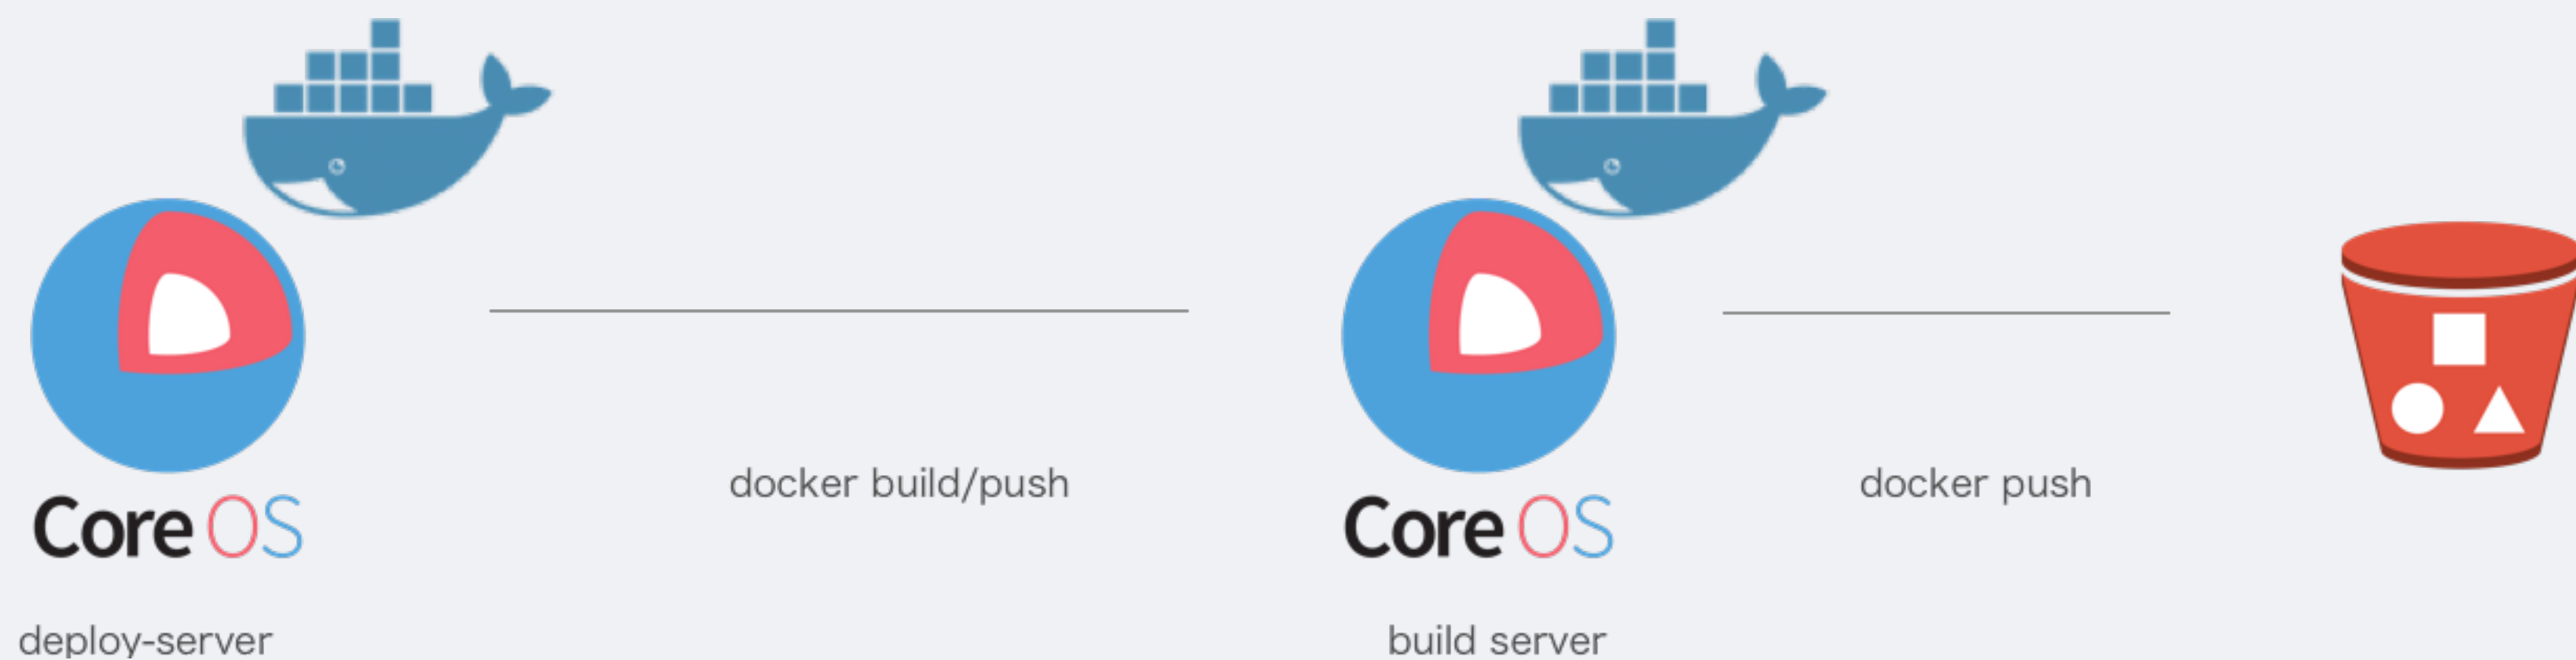 docker build/push
docker push
Core OS
Core OS
deploy-server
build server